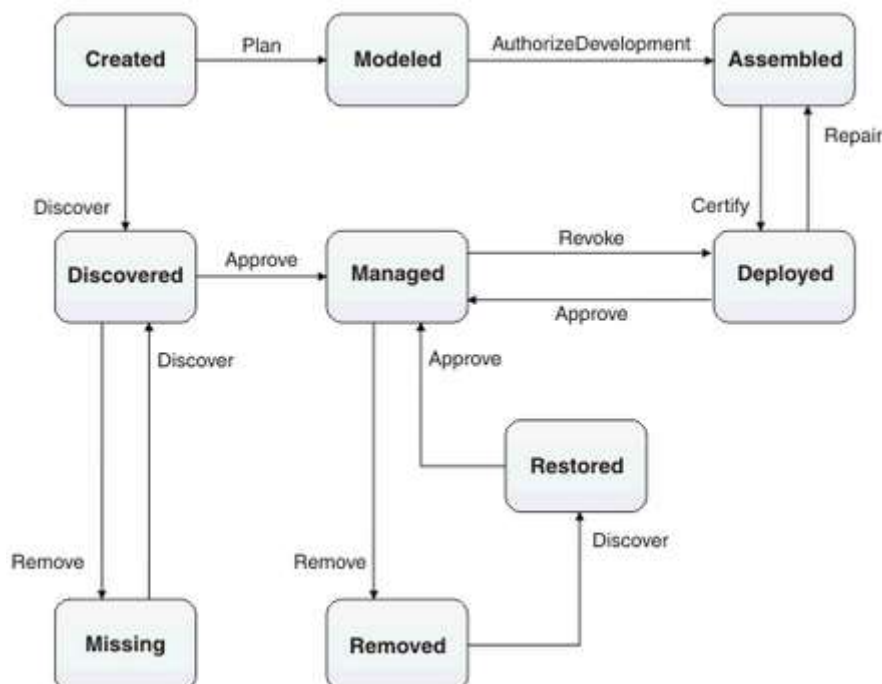 Created
Plan
Modeled
AuthorizeDevelopment
Assembled
Repair
Discover
Certify
Discovered
Approve
Managed
Revoke
Deployed
Approve
Discover
Approve
Restored
Remove
Remove
Discover
Missing
Removed